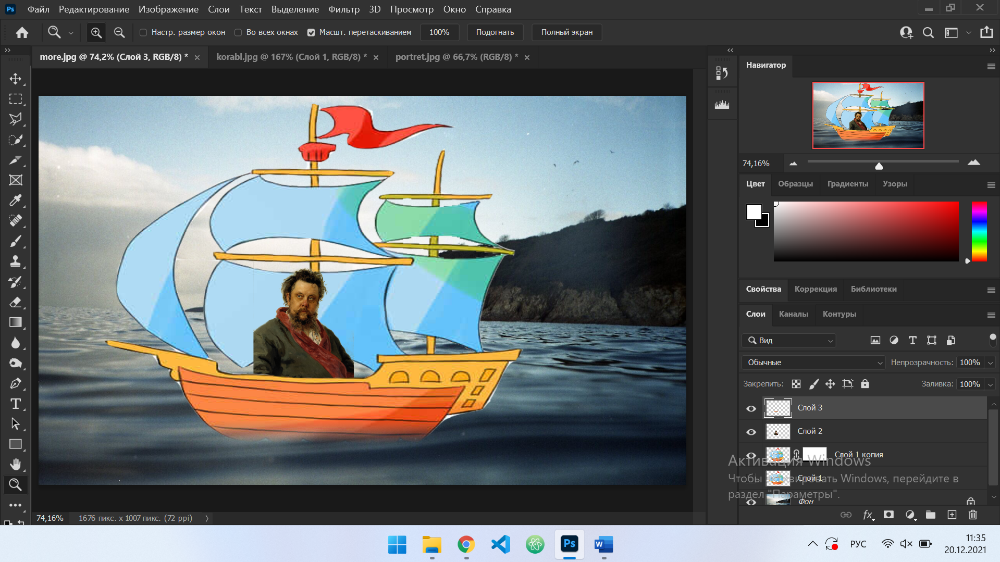 Ps Файл Редактирование Изображение Слои Текст Выделение Фильтр 3D Просмотр Окно Справка
Настр. размер окон Во всех окнах Масшт. перетаскиванием 100% Подогнать Полный экран
more.jpg @ 74,2% (Слой 3, RGB/8) * korabl.jpg @ 167% (Слой 1, RGB/8) * portret.jpg @ 66,7% (RGB/8) *
Навигатор
74,16%
Цвет Образцы Градиенты Узоры
Свойства Коррекция Библиотеки
Слои Каналы Контуры
Вид
Обычные Непрозрачность: 100%
Закрепить: Заливка: 100%
Слой 3
Слой 2
Слой 1 копия
Активация Windows
Слой 1
Чтобы активировать Windows, перейдите в
раздел "Параметры".
Фон
fx
74,16% 1676 пикс. x 1007 пикс. (72 ppi)
Ps W РУС 11:35
20.12.2021